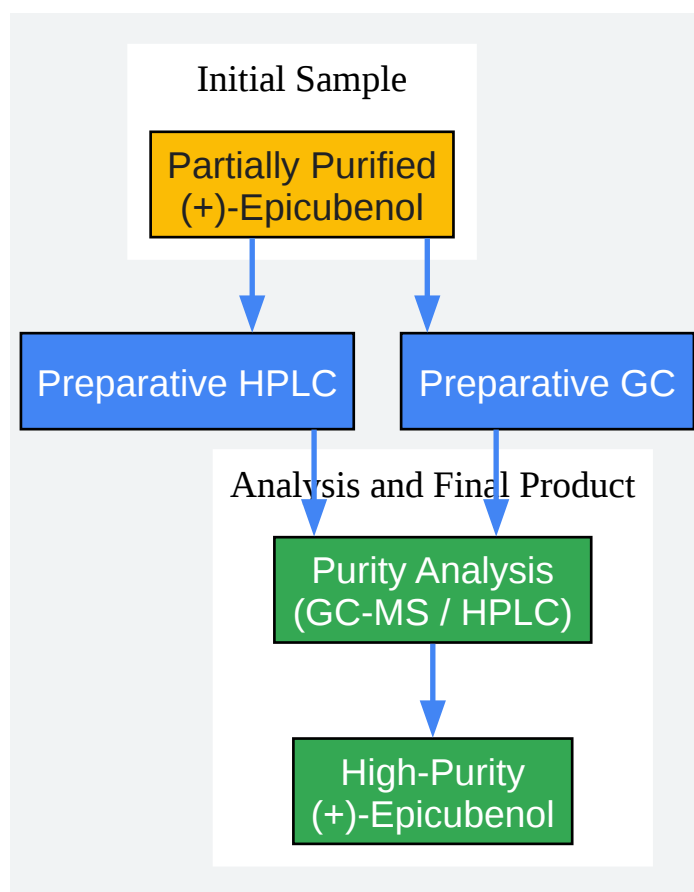 Initial Sample
Partially Purified
(+)-Epicubenol
Preparative HPLC
Preparative GC
Analysis and Final Product
Purity Analysis
(GC-MS / HPLC)
High-Purity
(+)-Epicubenol